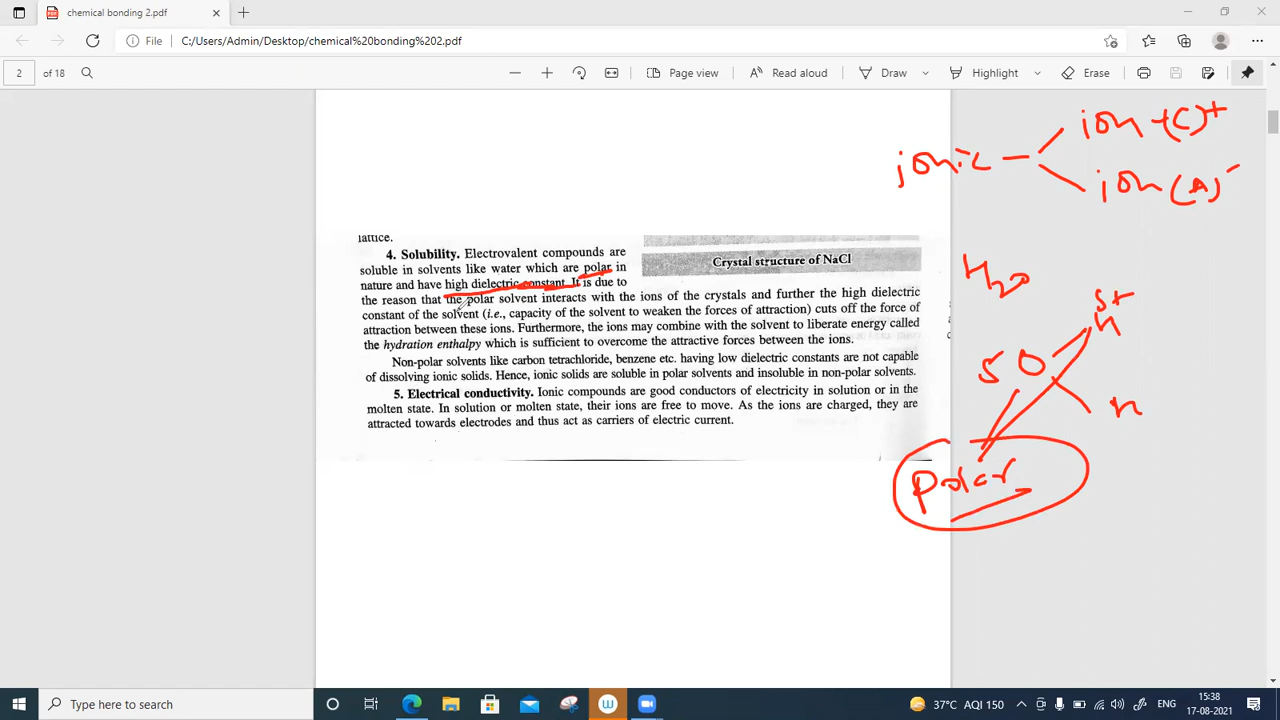 chemical bonding 2.pdf
File C:/Users/Admin/Desktop/chemical%20bonding%202.pdf
2 of 18 Page view Read aloud Draw Highlight Erase
ion (C)+
ionic
ion (A)-
lattice.
4. Solubility. Electrovalent compounds are
soluble in solvents like water which are polar in
nature and have high dielectric constant. It is due to
Crystal structure of NaCl
the reason that the polar solvent interacts with the ions of the crystals and further the high dielectric
constant of the solvent (i.e., capacity of the solvent to weaken the forces of attraction) cuts off the force of
attraction between these ions. Furthermore, the ions may combine with the solvent to liberate energy called
the hydration enthalpy which is sufficient to overcome the attractive forces between the ions.
Non-polar solvents like carbon tetrachloride, benzene etc. having low dielectric constants are not capable
of dissolving ionic solids. Hence, ionic solids are soluble in polar solvents and insoluble in non-polar solvents.
5. Electrical conductivity. Ionic compounds are good conductors of electricity in solution or in the
molten state. In solution or molten state, their ions are free to move. As the ions are charged, they are
attracted towards electrodes and thus act as carriers of electric current.
H2O
δ+
H
δ O
H
polar
Type here to search
37°C AQI 150 ENG 15:38
17-08-2021